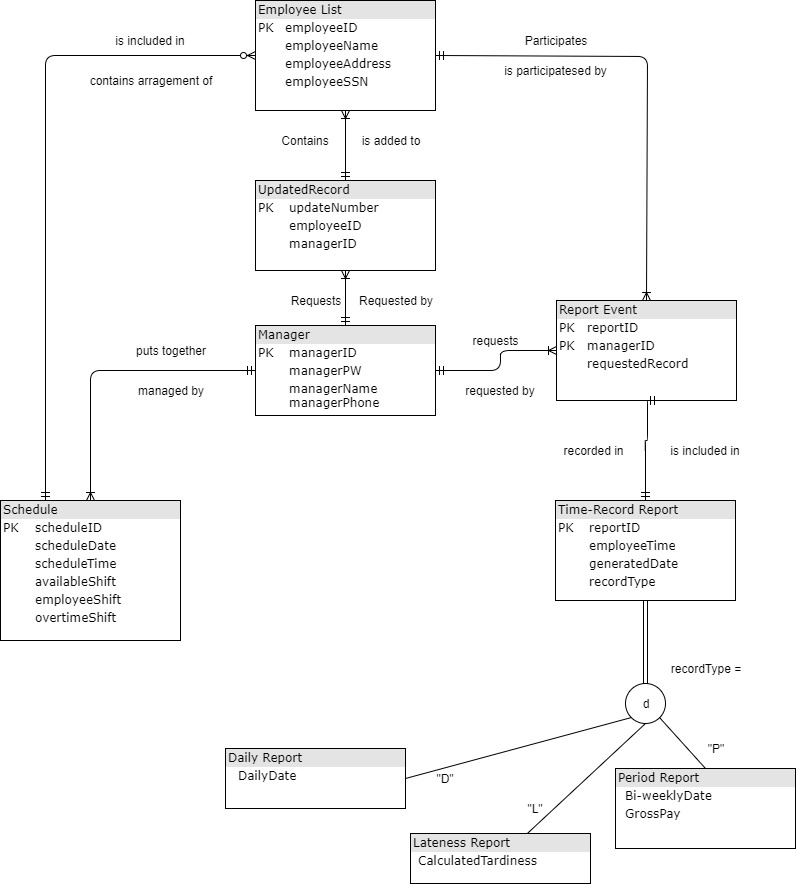 Employee List
PK employeeID
employeeName
employeeAddress
employeeSSN
is included in
contains arragement of
Participates
is participatesed by
Contains
is added to
UpdatedRecord
PK updateNumber
employeeID
managerID
Requests
Requested by
Manager
PK managerID
managerPW
managerName
managerPhone
puts together
managed by
requests
requested by
Report Event
PK reportID
PK managerID
requestedRecord
recorded in
is included in
Schedule
PK scheduleID
scheduleDate
scheduleTime
availableShift
employeeShift
overtimeShift
Time-Record Report
PK reportID
employeeTime
generatedDate
recordType
recordType =
d
"D"
"L"
"P"
Daily Report
DailyDate
Lateness Report
CalculatedTardiness
Period Report
Bi-weeklyDate
GrossPay